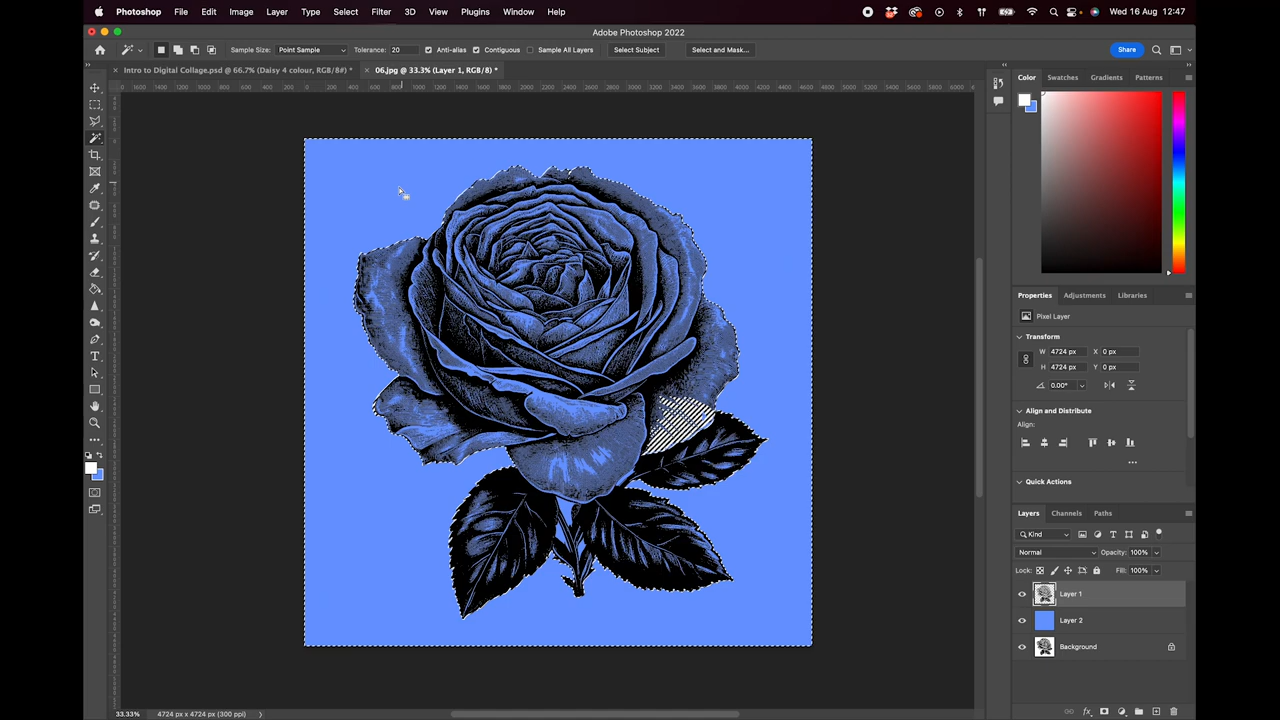 Photoshop File Edit Image Layer Type Select Filter 3D View Plugins Window Help Wed 16 Aug 12:47
Adobe Photoshop 2022
Sample Size: Point Sample Tolerance: 20 Anti-alias Contiguous Sample All Layers Select Subject Select and Mask... Share
Intro to Digital Collage.psd @ 66.7% (Daisy 4 colour, RGB/8#) * 06.jpg @ 33.3% (Layer 1, RGB/8) *
Color Swatches Gradients Patterns
Properties Adjustments Libraries
Pixel Layer
Transform
W 4724 px X 0 px
H 4724 px Y 0 px
0.00°
Align and Distribute
Align:
Quick Actions
Layers Channels Paths
Kind
Normal Opacity: 100%
Lock: Fill: 100%
Layer 1
Layer 2
Background
33.33% 4724 px x 4724 px (300 ppi)